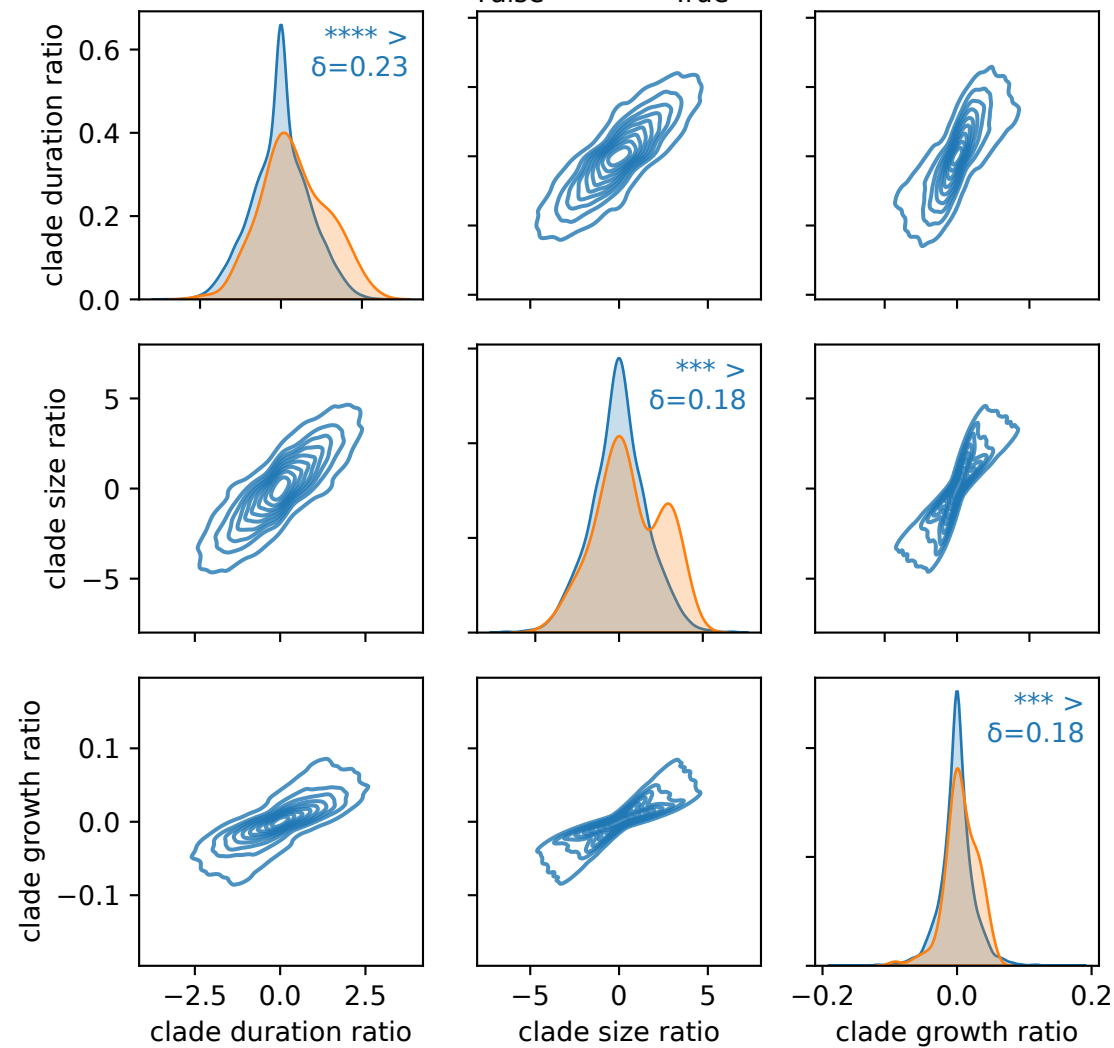 0.6
0.4
0.2
0.0
clade duration ratio
**** >
δ=0.23
5
0
−5
clade size ratio
*** >
δ=0.18
0.1
0.0
−0.1
clade growth ratio
*** >
δ=0.18
−2.5 0.0 2.5
−5 0 5
−0.2 0.0 0.2
clade duration ratio
clade size ratio
clade growth ratio